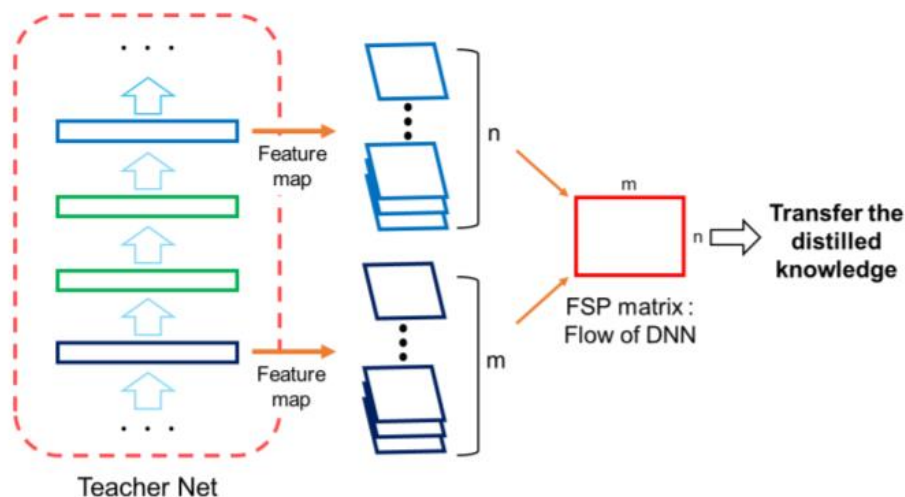 . . .
Feature
map
n
m
n
Transfer the
distilled
knowledge
FSP matrix :
Flow of DNN
Feature
map
m
. . .
Teacher Net